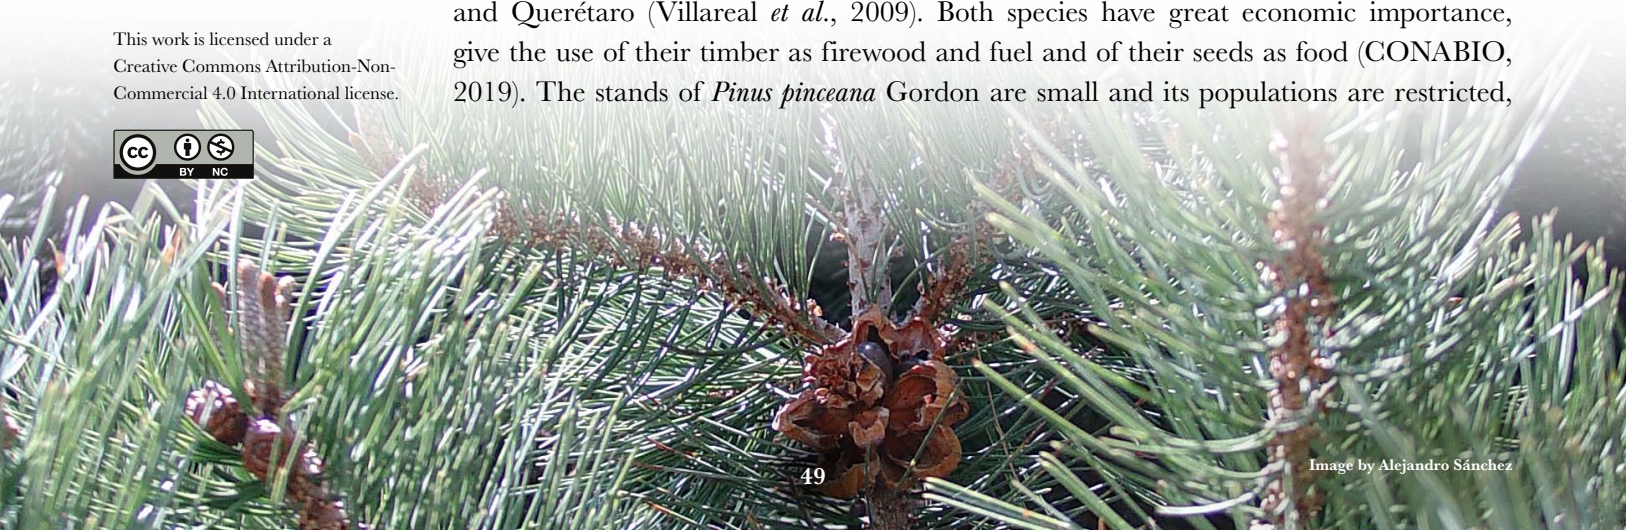 This work is licensed under a
Creative Commons Attribution-Non-
Commercial 4.0 International license.
cc
BY NC
and Querétaro (Villareal et al., 2009). Both species have great economic importance,
give the use of their timber as firewood and fuel and of their seeds as food (CONABIO,
2019). The stands of Pinus pinceana Gordon are small and its populations are restricted,
Image by Alejandro Sánchez
49